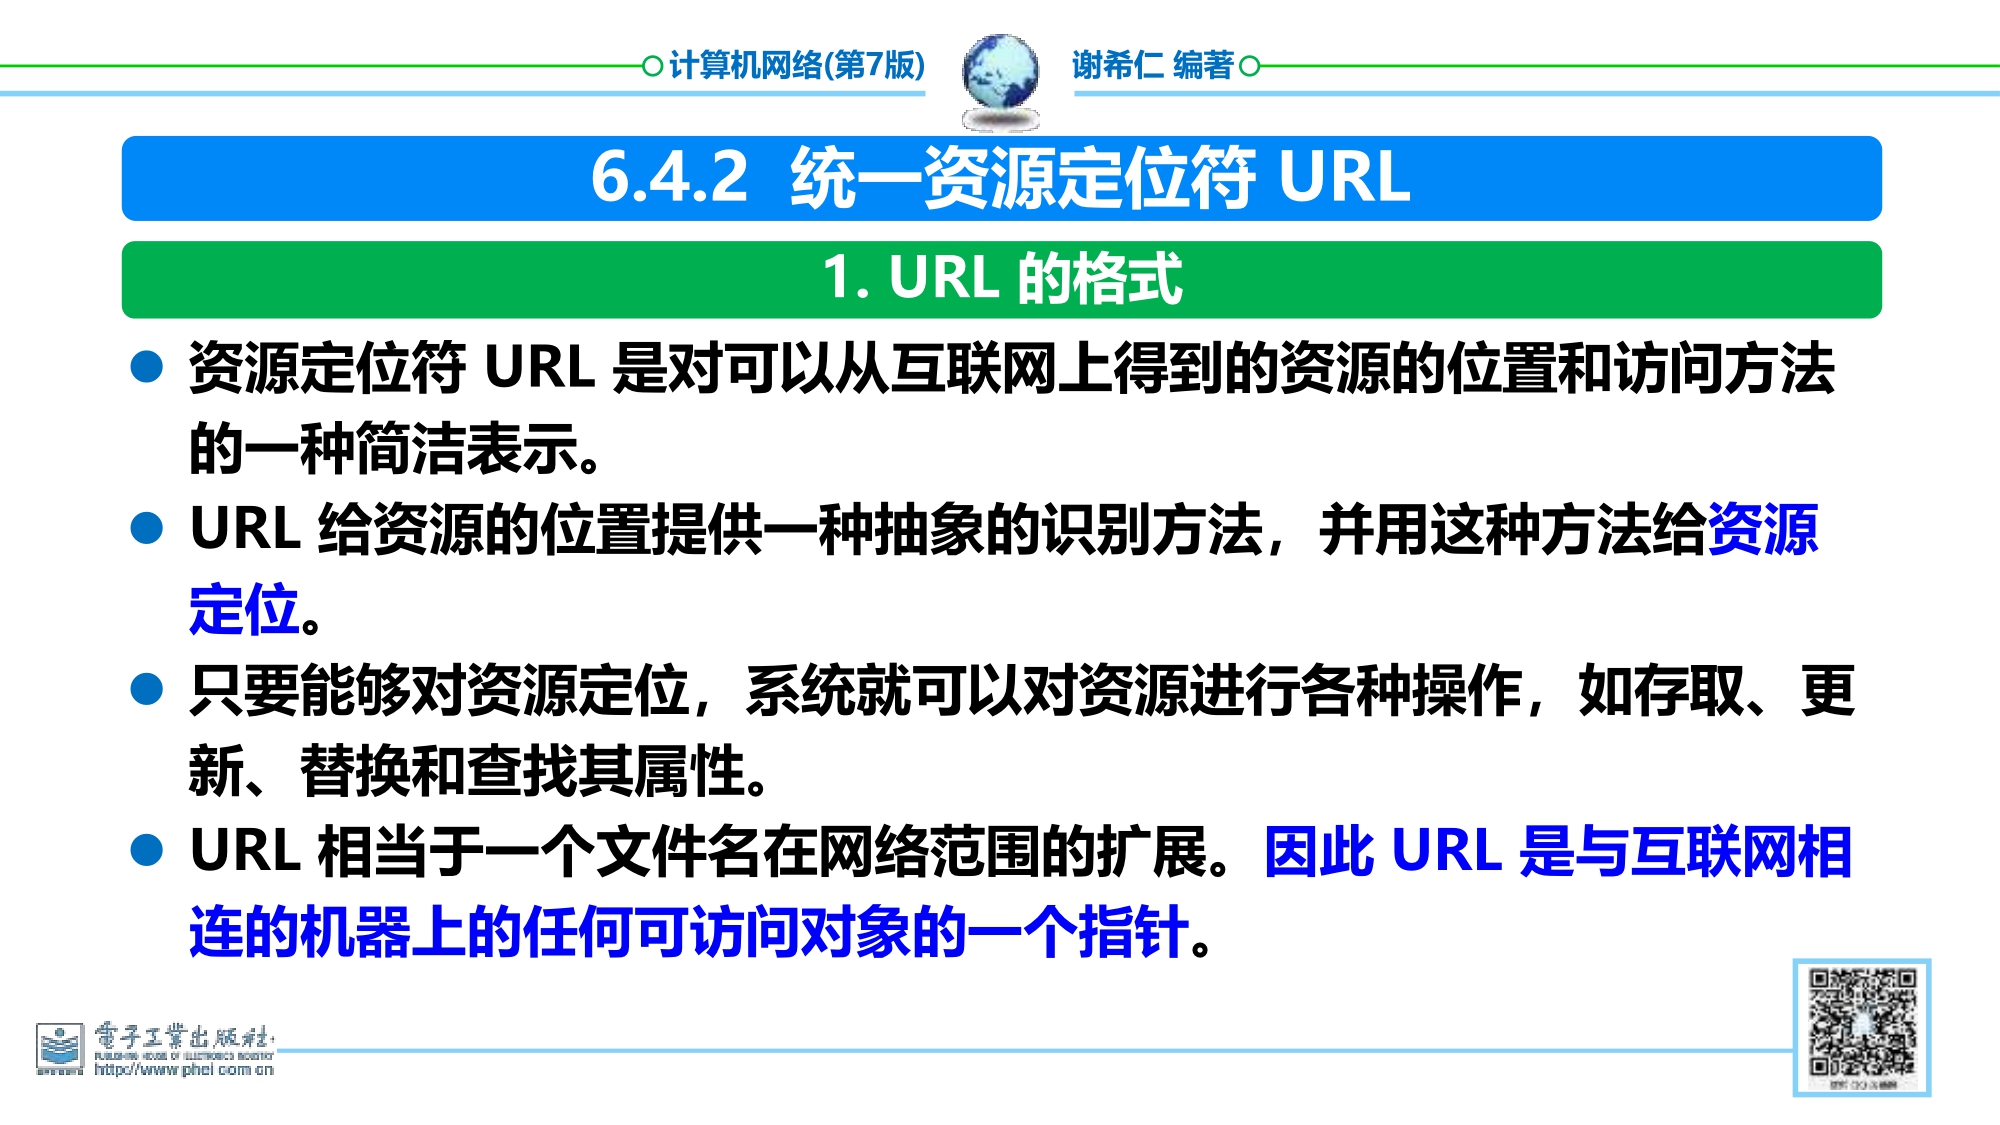 计算机网络(第7版) 谢希仁 编著
6.4.2 统一资源定位符 URL
1. URL 的格式
资源定位符 URL 是对可以从互联网上得到的资源的位置和访问方法
的一种简洁表示。
URL 给资源的位置提供一种抽象的识别方法，并用这种方法给资源
定位。
只要能够对资源定位，系统就可以对资源进行各种操作，如存取、更
新、替换和查找其属性。
URL 相当于一个文件名在网络范围的扩展。因此 URL 是与互联网相
连的机器上的任何可访问对象的一个指针。
電子工業出版社
PUBLISHING HOUSE OF ELECTRONICS INDUSTRY
http://www.phei.com.cn